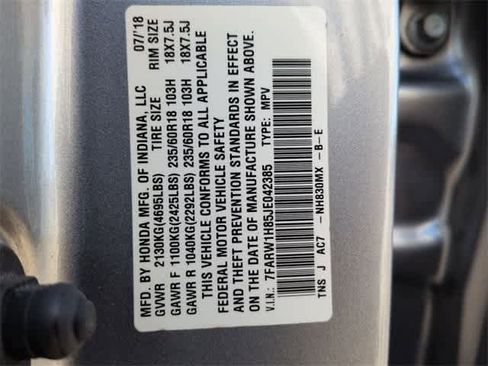 MFD. BY HONDA MFG. OF INDIANA, LLC 07/'18
GVWR 2130KG(4695LBS) TIRE SIZE RIM SIZE
GAWR F 1100KG(2425LBS) 235/60R18 103H 18X7.5J
GAWR R 1040KG(2292LBS) 235/60R18 103H 18X7.5J
THIS VEHICLE CONFORMS TO ALL APPLICABLE
FEDERAL MOTOR VEHICLE SAFETY
AND THEFT PREVENTION STANDARDS IN EFFECT
ON THE DATE OF MANUFACTURE SHOWN ABOVE.
V.I.N.: 7FARW1H85JE042385 TYPE: MPV
TNS J AC7 -NH830MX -B-E